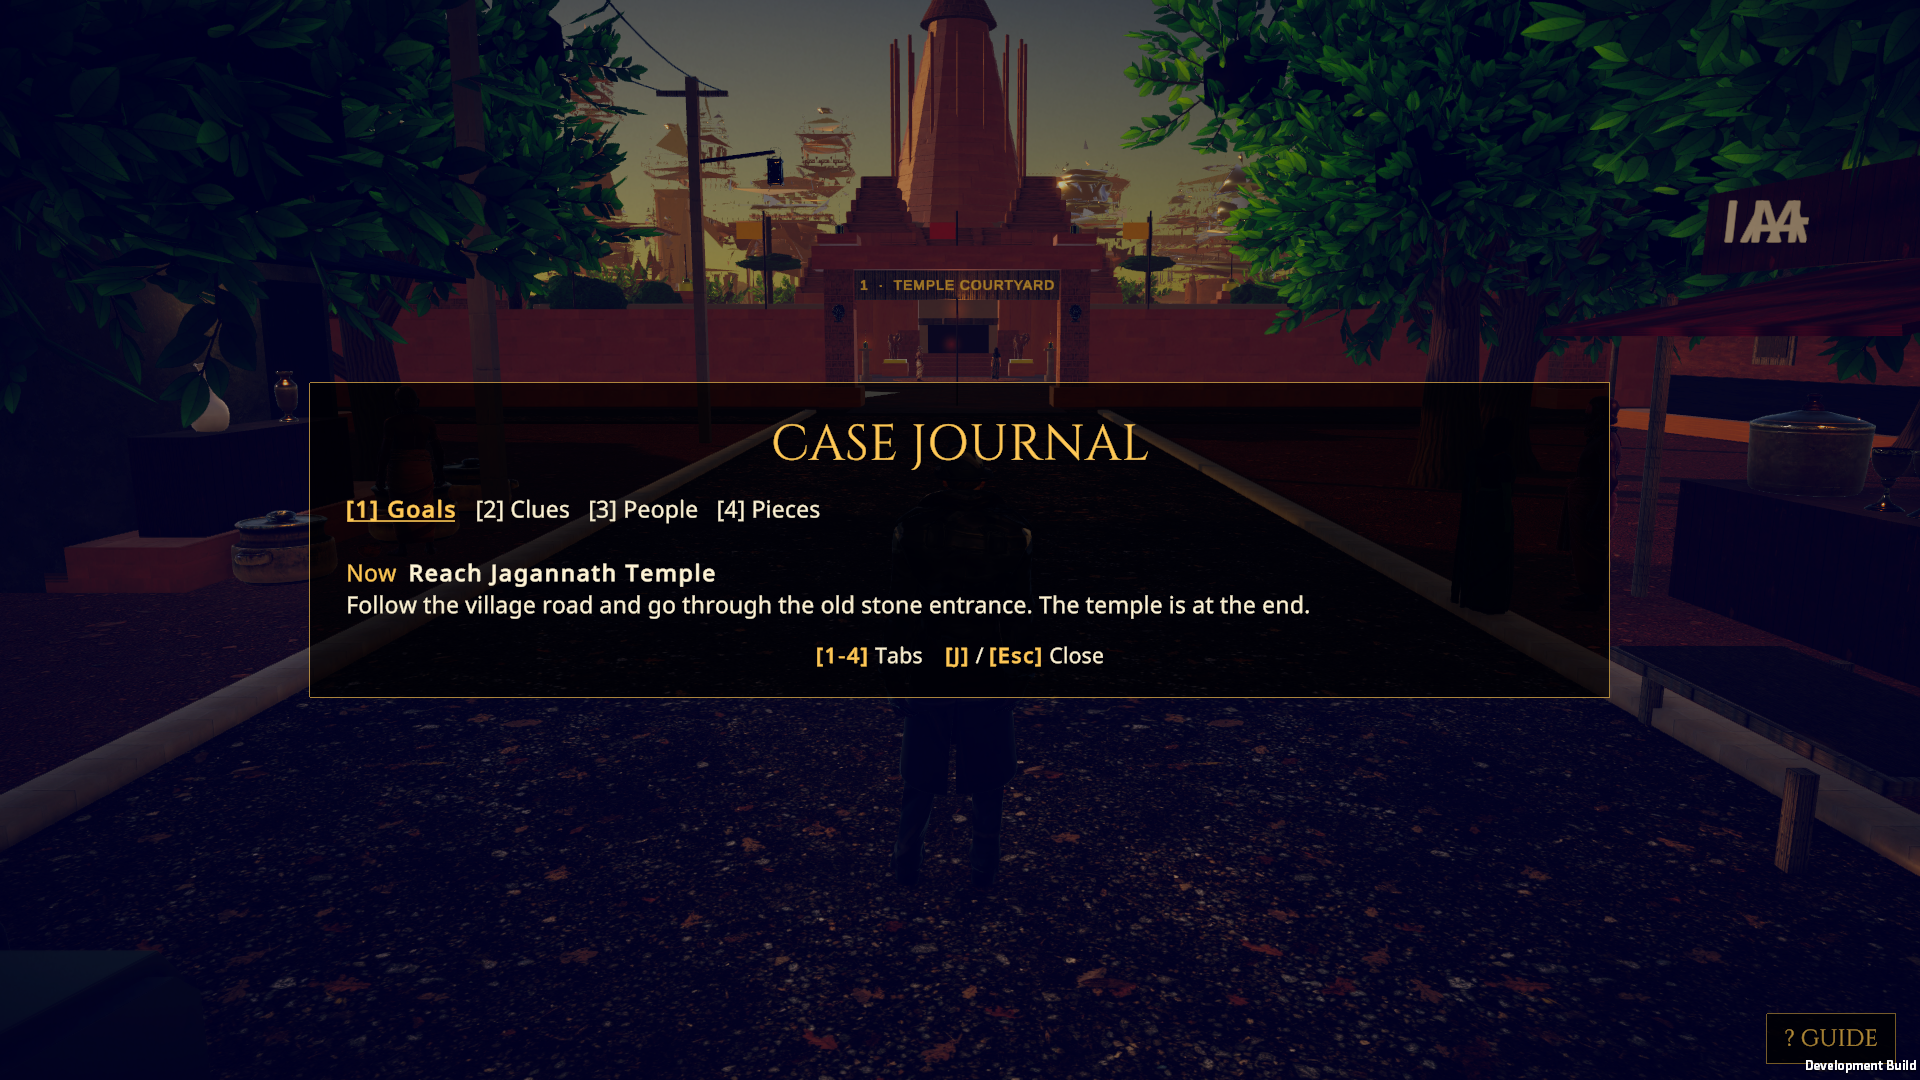 1 · TEMPLE COURTYARD
CASE JOURNAL
[1] Goals [2] Clues [3] People [4] Pieces
Now Reach Jagannath Temple
Follow the village road and go through the old stone entrance. The temple is at the end.
[1-4] Tabs [J] / [Esc] Close
? GUIDE
Development Build